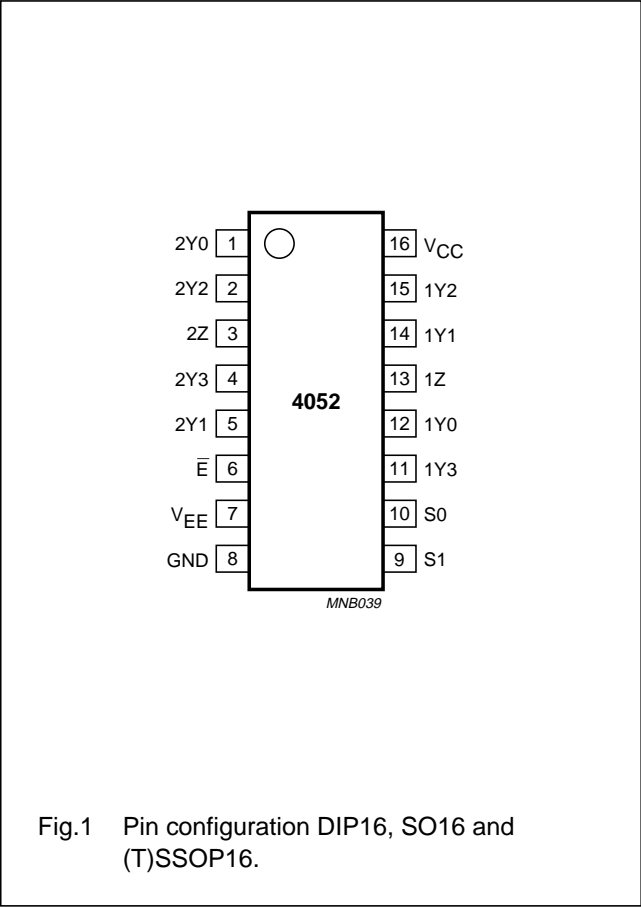 2Y0 1 16 VCC
2Y2 2 15 1Y2
2Z 3 14 1Y1
2Y3 4 13 1Z
4052
2Y1 5 12 1Y0
E̅ 6 11 1Y3
VEE 7 10 S0
GND 8 9 S1
MNB039
Fig.1 Pin configuration DIP16, SO16 and
(T)SSOP16.